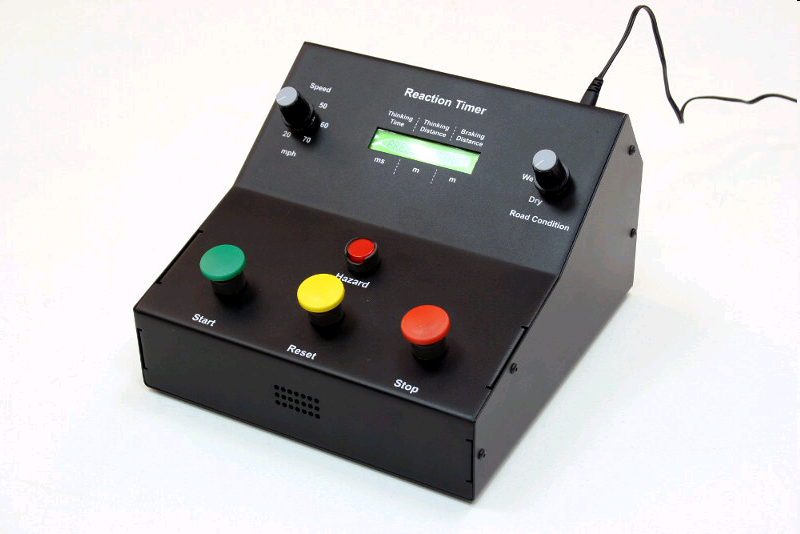 Reaction Timer
Speed
50
60
70
20
mph
Thinking Time
Thinking Distance
Braking Distance
ms
m
m
We
Dry
Road Condition
Hazard
Start
Reset
Stop